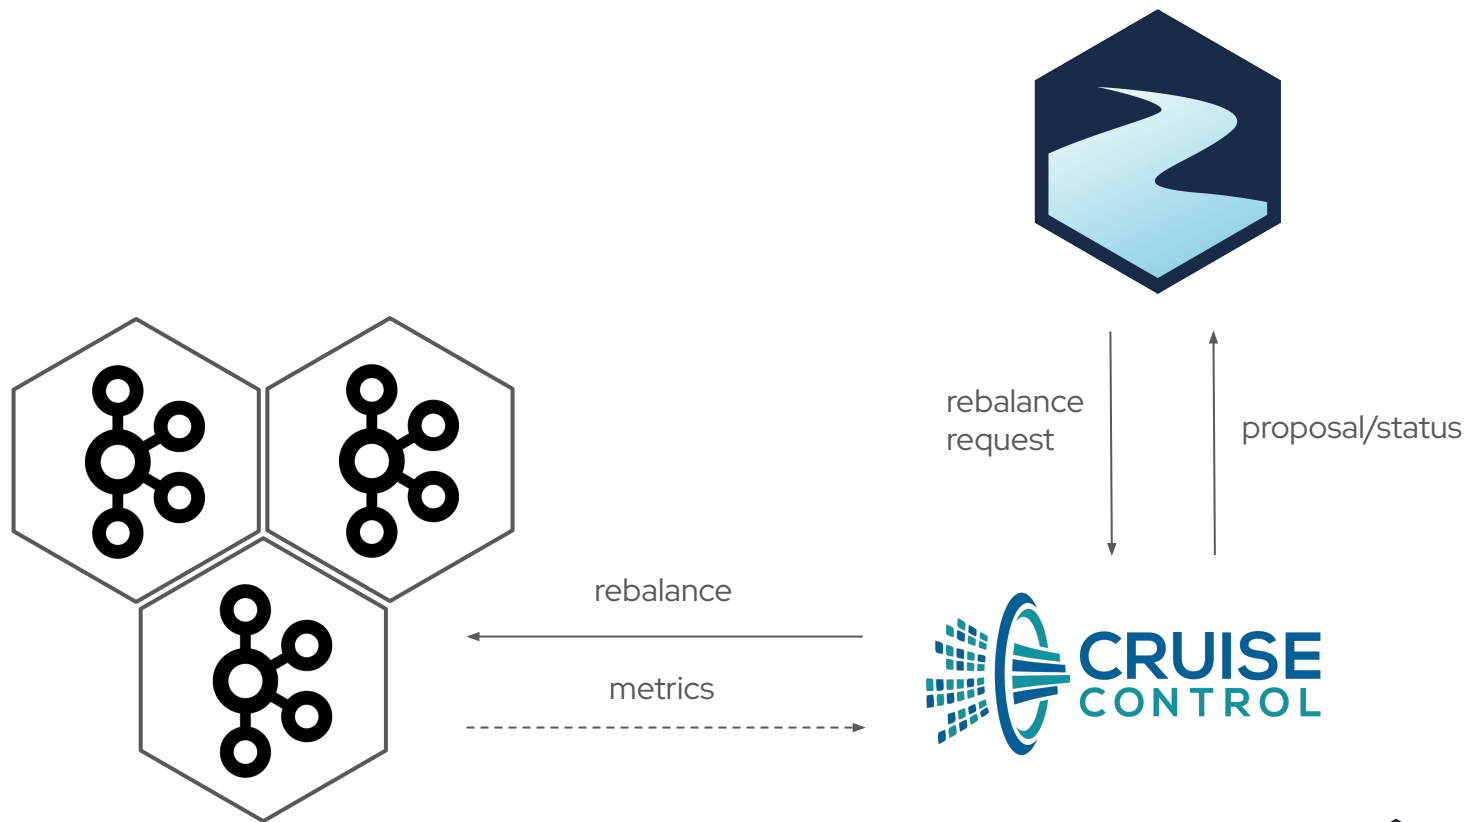 rebalance
request
proposal/status
rebalance
metrics
CRUISE
CONTROL